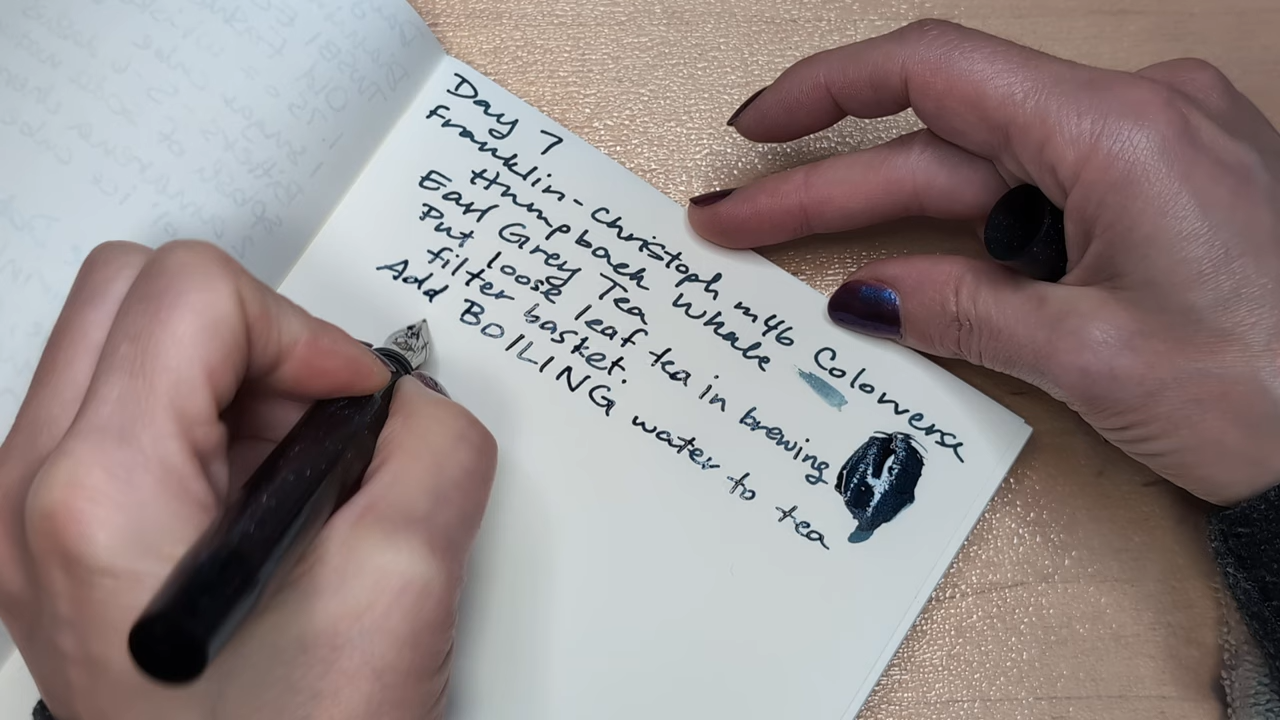 Day 7
Franklin-Christoph m46 Colorverse
Humpback Whale
Earl Grey Tea
Put loose leaf tea in brewing
filter basket.
Add BOILING water to tea